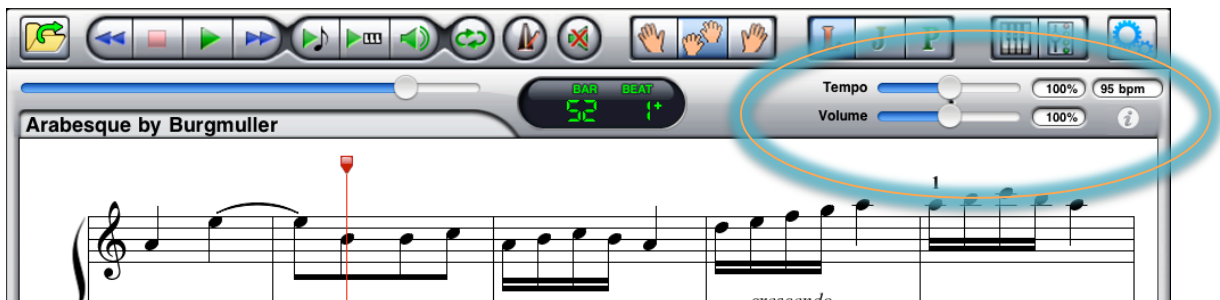 I J P
BAR BEAT
52 1+
Tempo 100% 95 bpm
Volume 100%
i
Arabesque by Burgmuller
1
crescendo